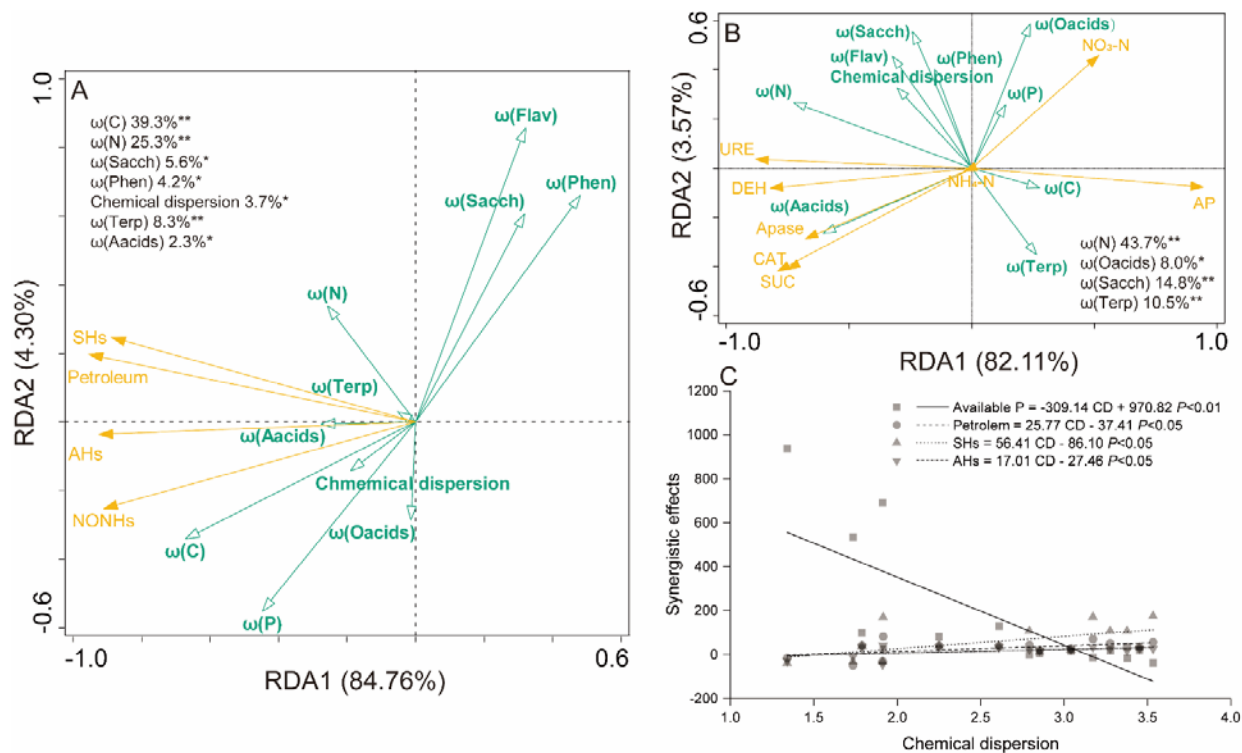 A
1.0
ω(C) 39.3%**
ω(N) 25.3%**
ω(Sacch) 5.6%*
ω(Phen) 4.2%*
Chemical dispersion 3.7%*
ω(Terp) 8.3%**
ω(Aacids) 2.3%*
ω(Flav)
ω(Phen)
ω(Sacch)
ω(N)
SHs
Petroleum
ω(Terp)
ω(Aacids)
AHs
Chmemical dispersion
NONHs
ω(Oacids)
ω(C)
ω(P)
-0.6
-1.0
0.6
RDA1 (84.76%)
RDA2 (4.30%)
B
0.6
ω(Oacids)
ω(Sacch)
NO₃-N
ω(Flav)
ω(Phen)
Chemical dispersion
ω(N)
ω(P)
URE
DEH
NH₄-N
ω(C)
AP
ω(Aacids)
Apase
CAT
SUC
ω(Terp)
ω(N) 43.7%**
ω(Oacids) 8.0%*
ω(Sacch) 14.8%**
ω(Terp) 10.5%**
-0.6
-1.0
1.0
RDA1 (82.11%)
RDA2 (3.57%)
C
1200
1000
800
600
400
200
0
-200
Available P = -309.14 CD + 970.82 P<0.01
Petrolem = 25.77 CD - 37.41 P<0.05
SHs = 56.41 CD - 86.10 P<0.05
AHs = 17.01 CD - 27.46 P<0.05
Synergistic effects
1.0 1.5 2.0 2.5 3.0 3.5 4.0
Chemical dispersion